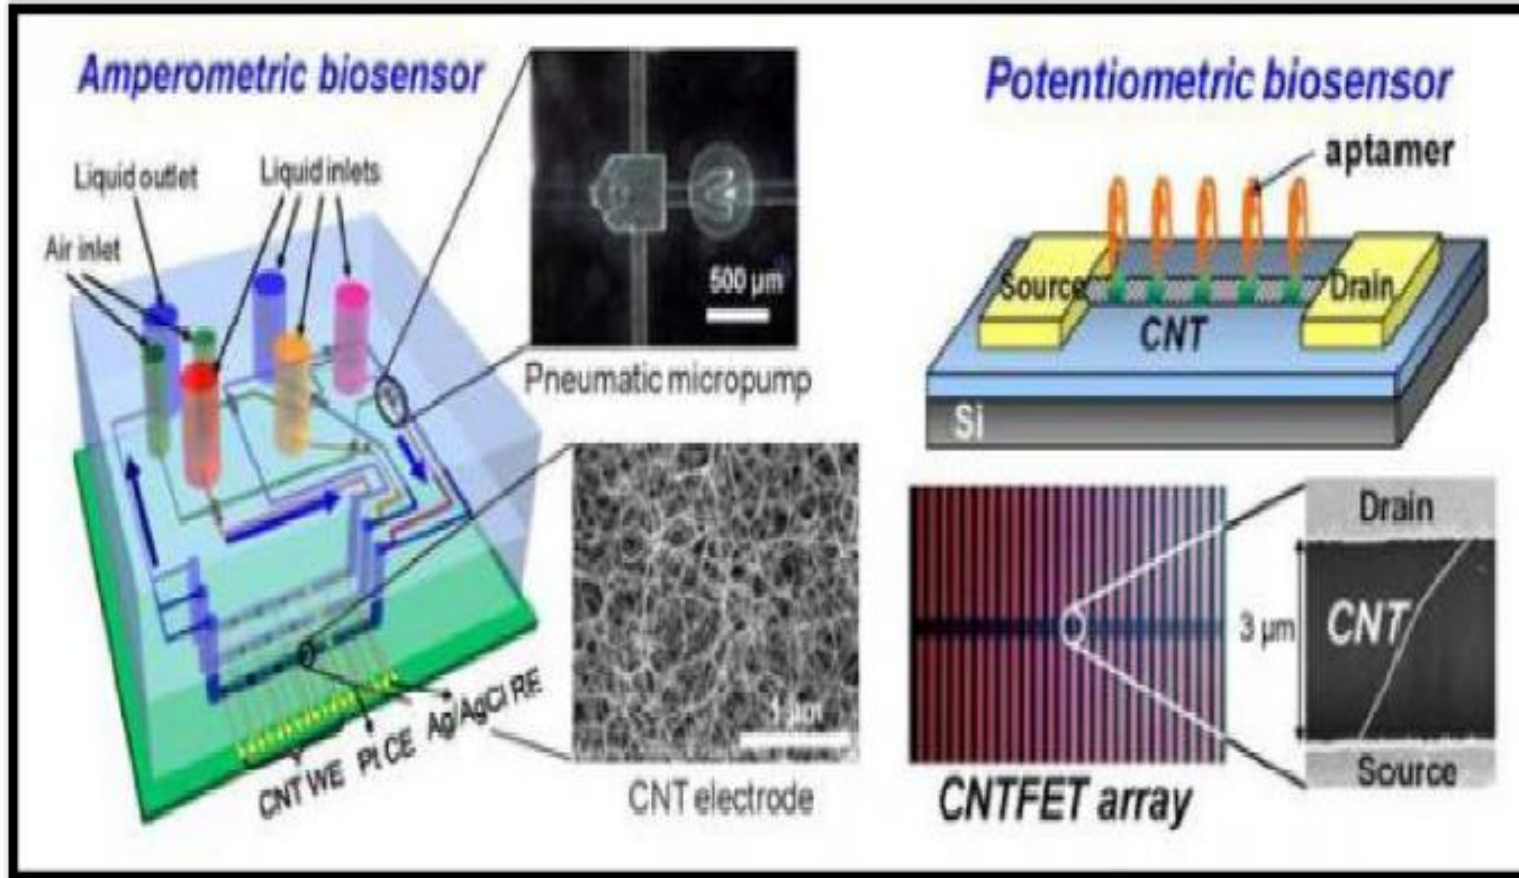 Amperometric biosensor
Liquid outlet
Liquid inlets
Air inlet
500 µm
Pneumatic micropump
CNT WE
Pt CE
Ag/AgCl RE
1 µm
CNT electrode
Potentiometric biosensor
aptamer
Source
Drain
CNT
Si
CNTFET array
Drain
3 µm
CNT
Source